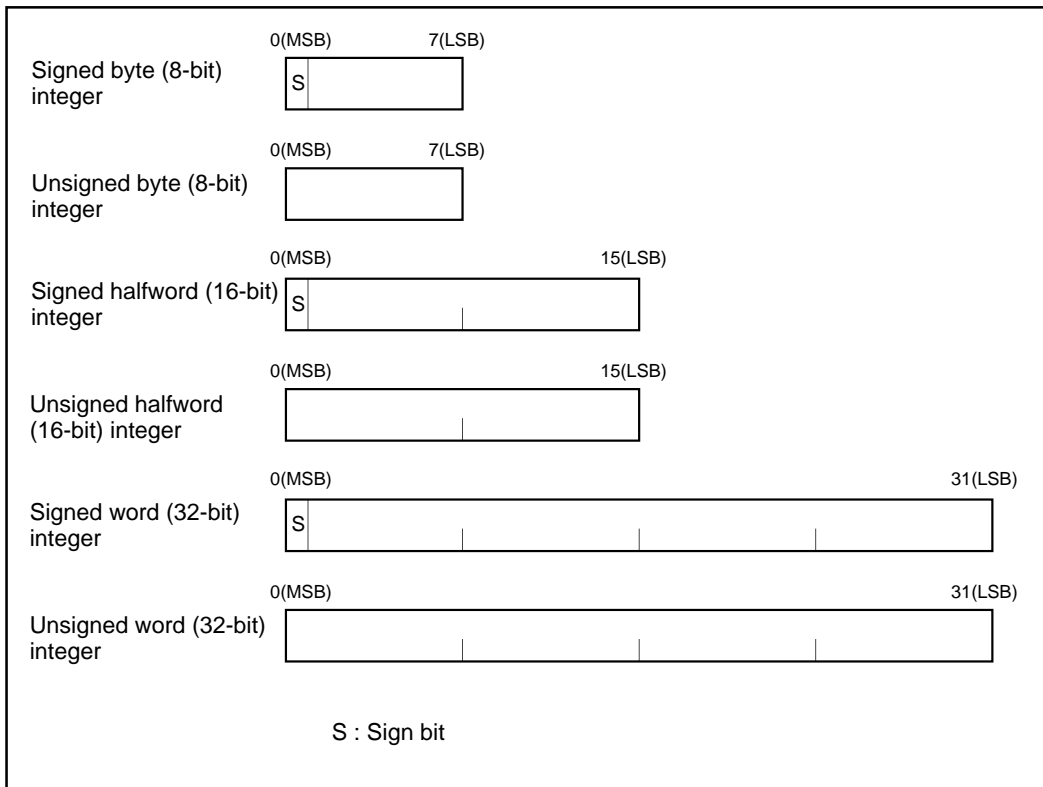 0(MSB) 7(LSB)
Signed byte (8-bit)
integer
S
0(MSB) 7(LSB)
Unsigned byte (8-bit)
integer
0(MSB) 15(LSB)
Signed halfword (16-bit)
integer
S
0(MSB) 15(LSB)
Unsigned halfword
(16-bit) integer
0(MSB) 31(LSB)
Signed word (32-bit)
integer
S
0(MSB) 31(LSB)
Unsigned word (32-bit)
integer
S : Sign bit